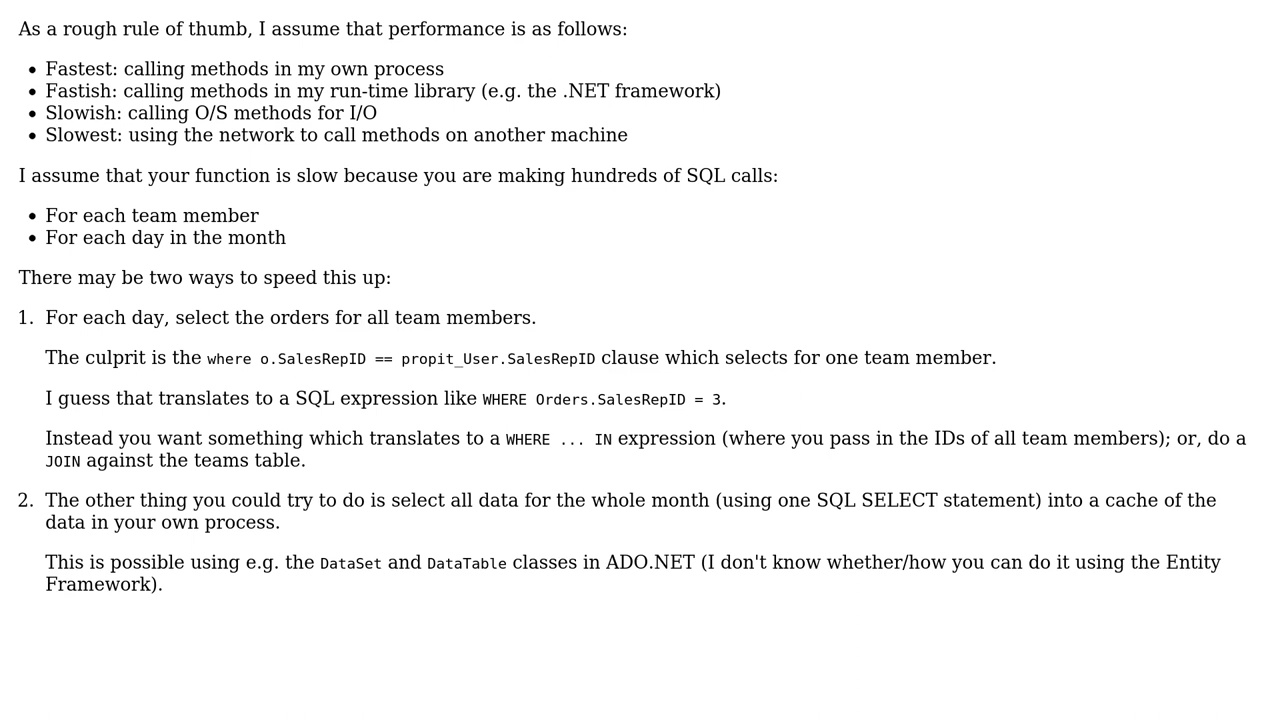 As a rough rule of thumb, I assume that performance is as follows:
• Fastest: calling methods in my own process
• Fastish: calling methods in my run-time library (e.g. the .NET framework)
• Slowish: calling O/S methods for I/O
• Slowest: using the network to call methods on another machine
I assume that your function is slow because you are making hundreds of SQL calls:
• For each team member
• For each day in the month
There may be two ways to speed this up:
1. For each day, select the orders for all team members.
The culprit is the where o.SalesRepID == propit_User.SalesRepID clause which selects for one team member.
I guess that translates to a SQL expression like WHERE Orders.SalesRepID = 3.
Instead you want something which translates to a WHERE ... IN expression (where you pass in the IDs of all team members); or, do a
JOIN against the teams table.
2. The other thing you could try to do is select all data for the whole month (using one SQL SELECT statement) into a cache of the
data in your own process.
This is possible using e.g. the DataSet and DataTable classes in ADO.NET (I don't know whether/how you can do it using the Entity
Framework).